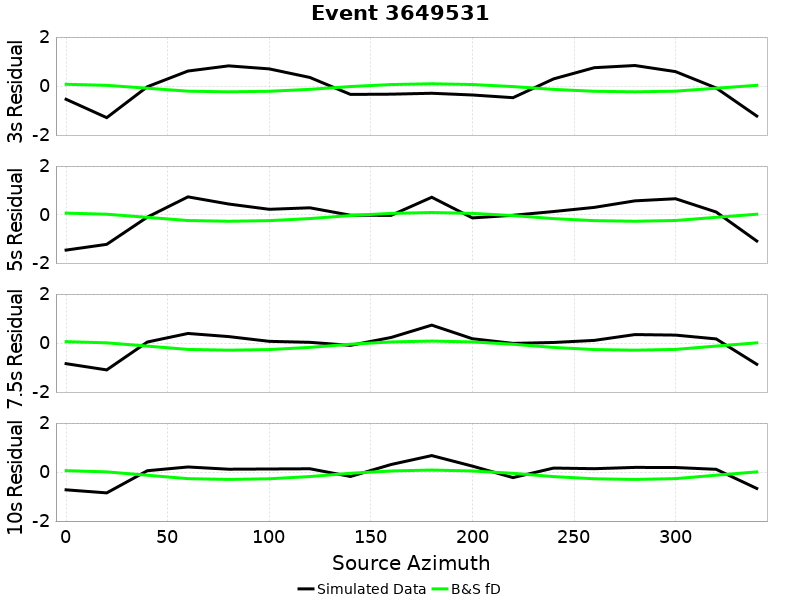 Event 3649531
3s Residual
2
0
-2
5s Residual
2
0
-2
7.5s Residual
2
0
-2
10s Residual
2
0
-2
0 50 100 150 200 250 300
Source Azimuth
Simulated Data B&S fD